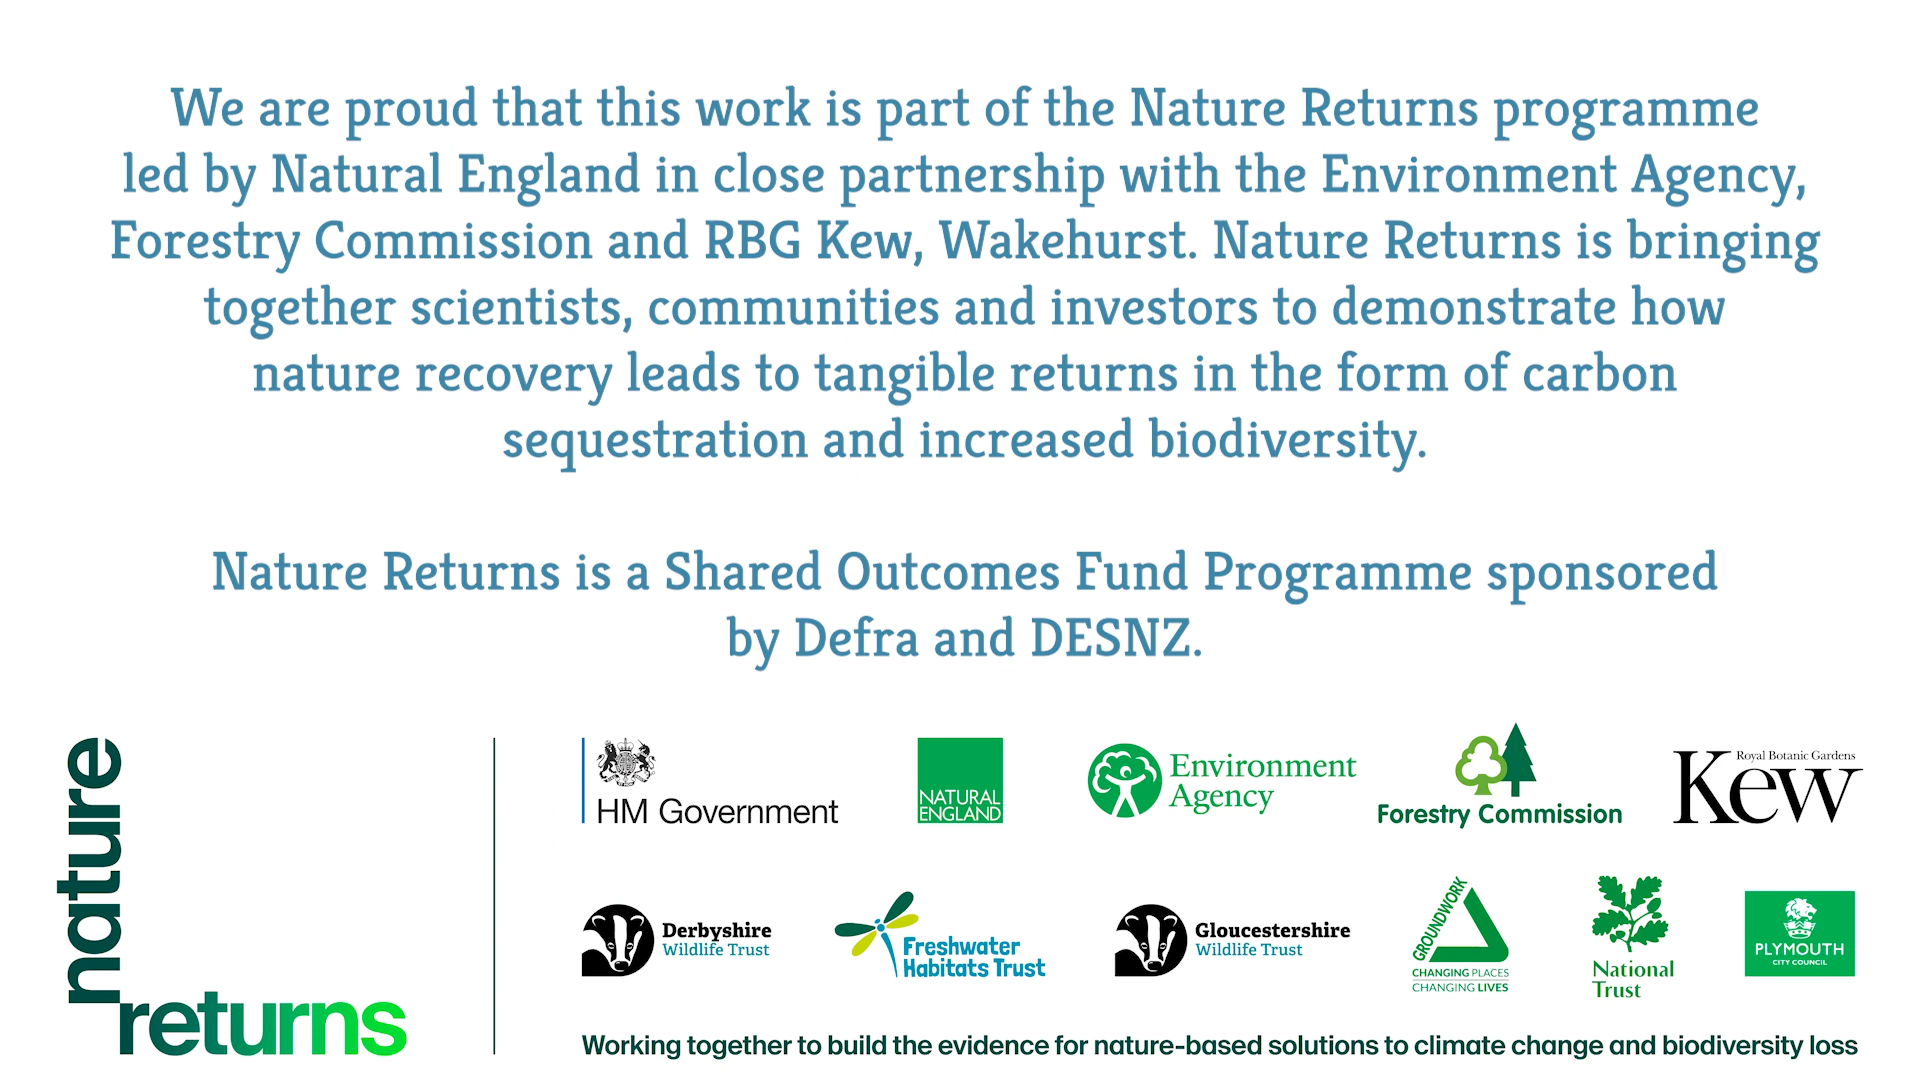 We are proud that this work is part of the Nature Returns programme
led by Natural England in close partnership with the Environment Agency,
Forestry Commission and RBG Kew, Wakehurst. Nature Returns is bringing
together scientists, communities and investors to demonstrate how
nature recovery leads to tangible returns in the form of carbon
sequestration and increased biodiversity.
Nature Returns is a Shared Outcomes Fund Programme sponsored
by Defra and DESNZ.
nature
returns
HM Government
NATURAL
ENGLAND
Environment
Agency
Forestry Commission
Royal Botanic Gardens
Kew
Derbyshire
Wildlife Trust
Freshwater
Habitats Trust
Gloucestershire
Wildlife Trust
GROUNDWORK
CHANGING PLACES
CHANGING LIVES
National
Trust
PLYMOUTH
CITY COUNCIL
Working together to build the evidence for nature-based solutions to climate change and biodiversity loss